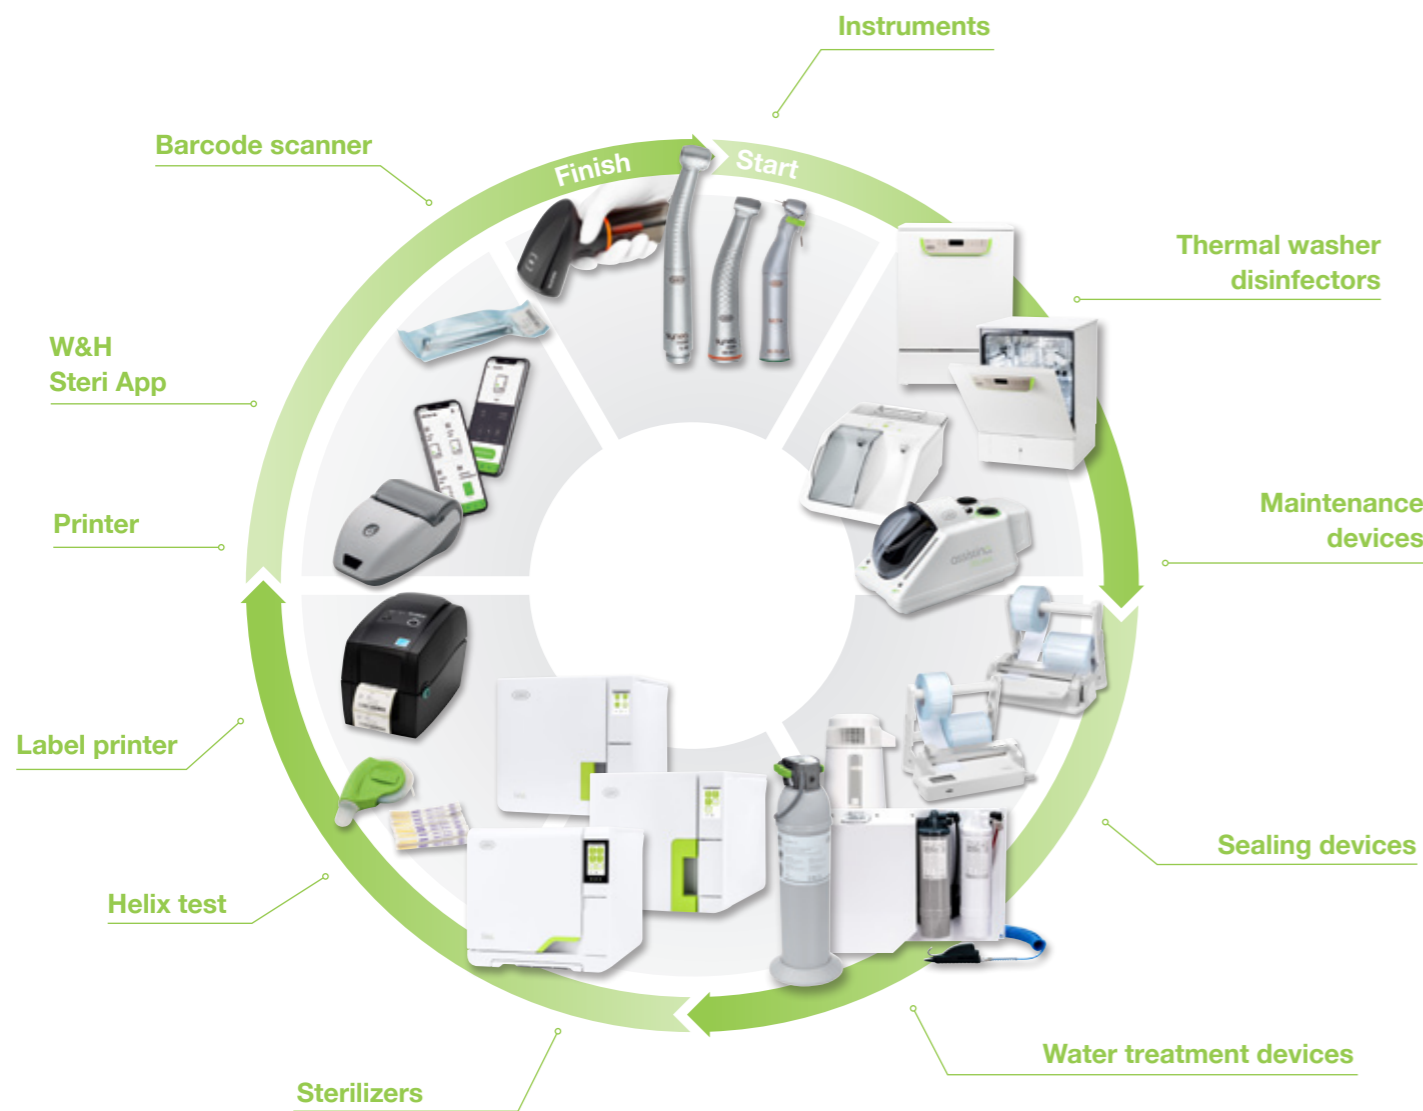 Instruments
Barcode scanner
Finish
Start
Thermal washer
disinfectors
W&H
Steri App
Maintenance
devices
Printer
assistina
Label printer
Sealing devices
Helix test
Water treatment devices
Sterilizers